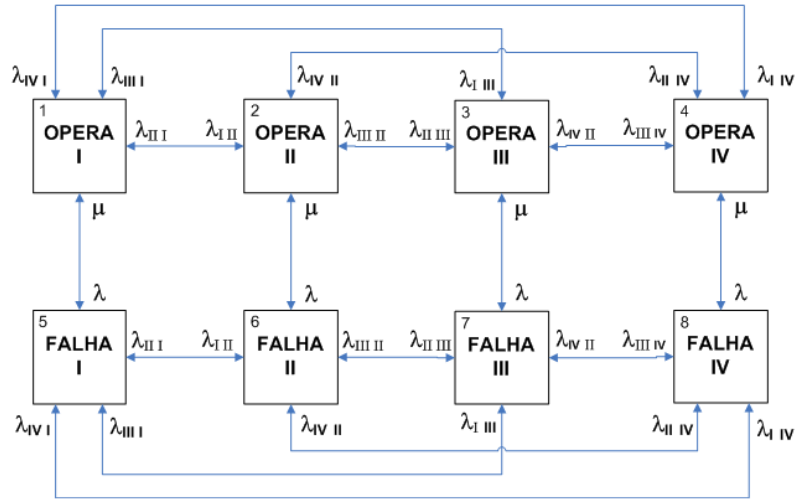 λIV I λIII I λIV II λI III λII IV λI IV
1 2 3 4
OPERA I λII I λI II OPERA II λIII II λII III OPERA III λIV II λIII IV OPERA IV
μ μ μ μ
λ λ λ λ
5 6 7 8
FALHA I λII I λI II FALHA II λIII II λII III FALHA III λIV II λIII IV FALHA IV
λIV I λIII I λIV II λI III λII IV λI IV